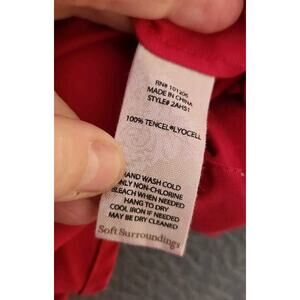 RN# 101206
MADE IN CHINA
STYLE# 2AH51
100% TENCEL®LYOCELL
HAND WASH COLD
ONLY NON-CHLORINE
BLEACH WHEN NEEDED
HANG TO DRY
COOL IRON IF NEEDED
MAY BE DRY CLEANED
Soft Surroundings